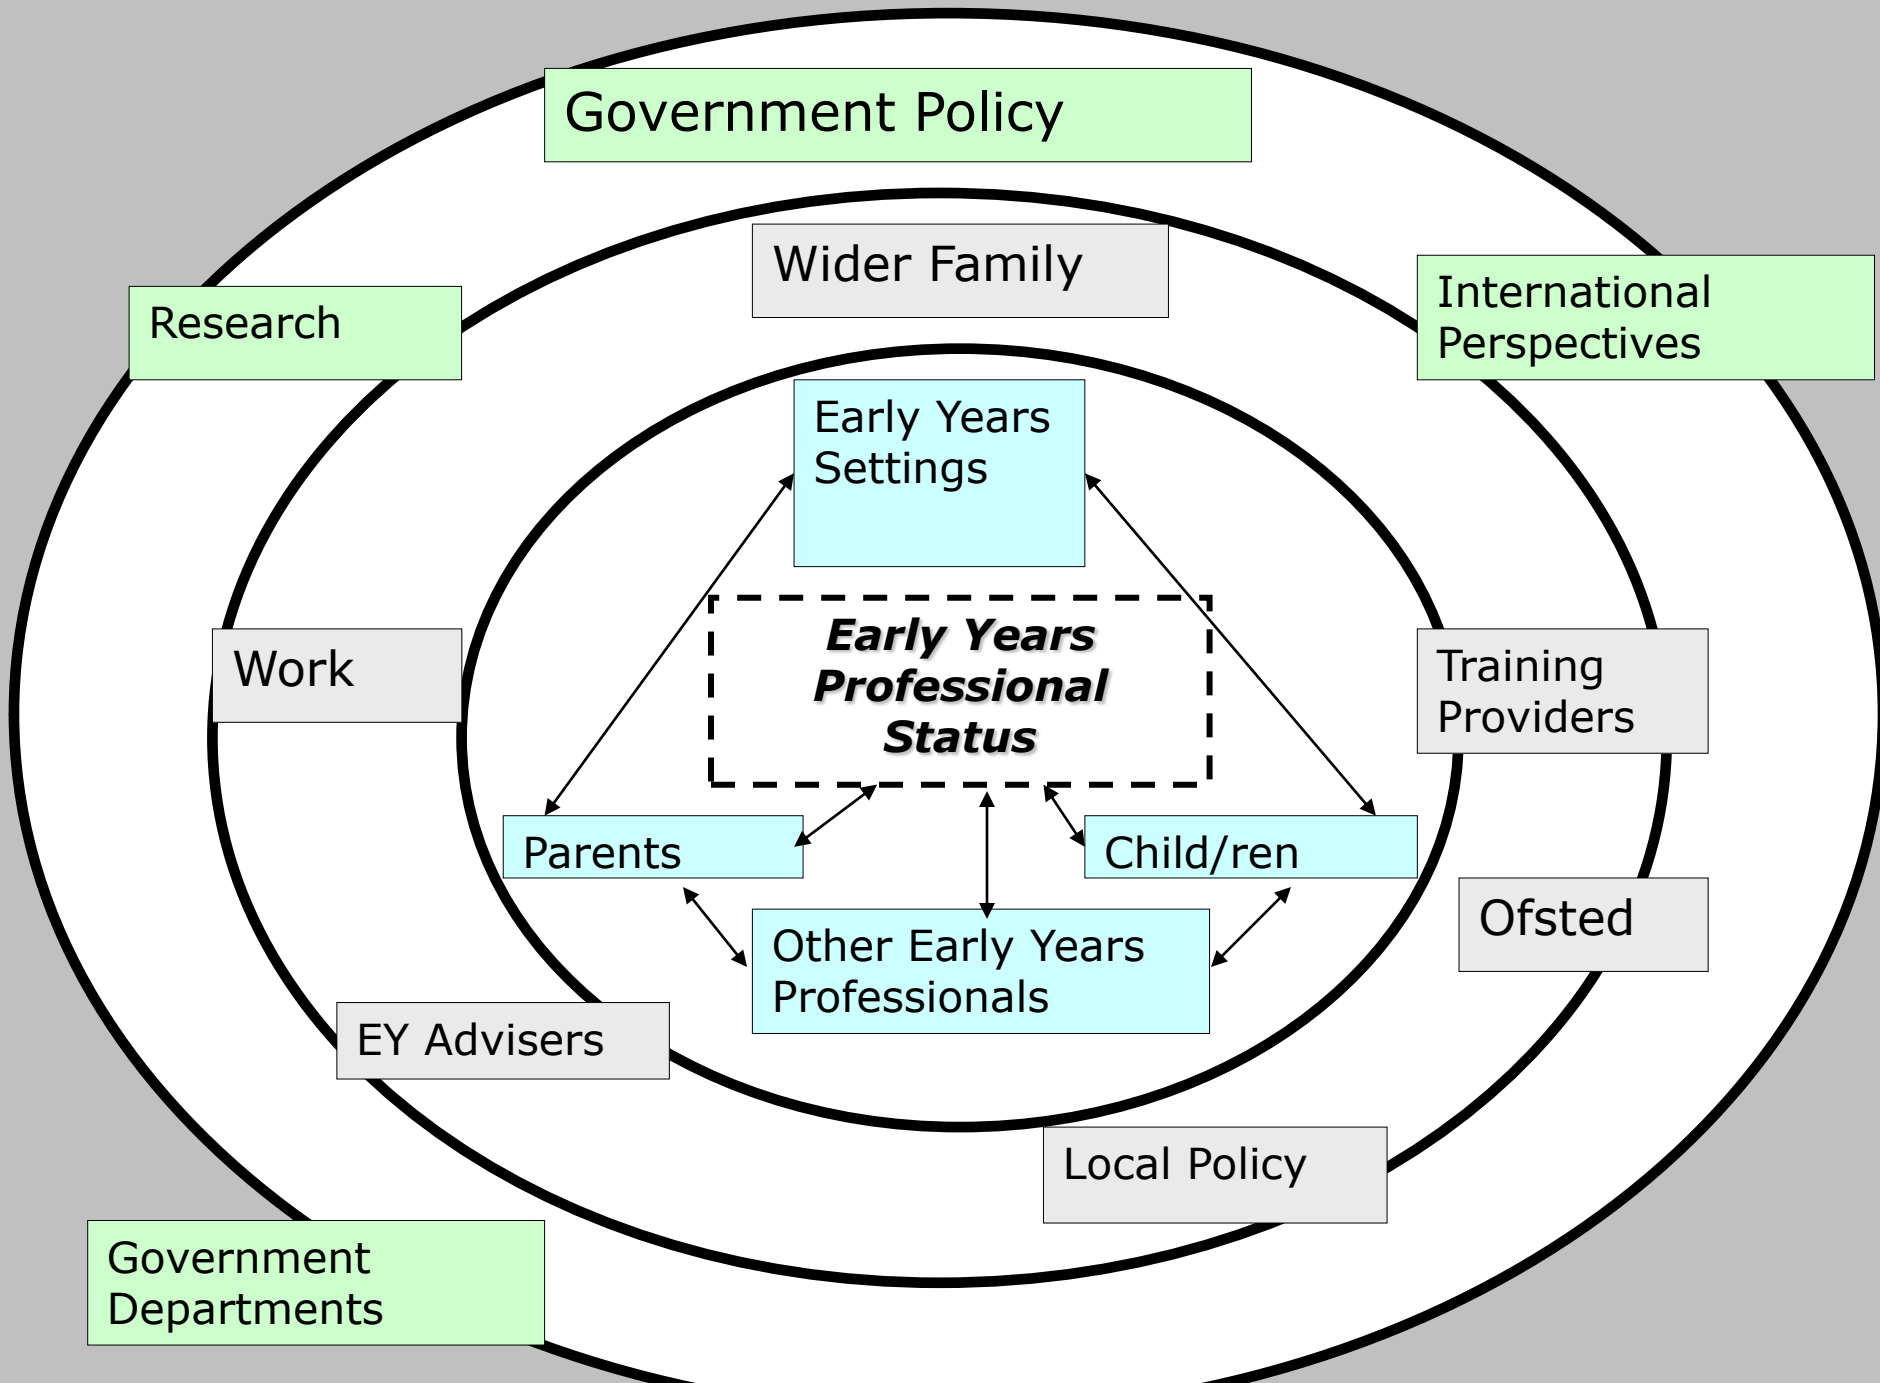 Government Policy
Wider Family
International
Perspectives
Research
Early Years
Settings
Early Years
Professional
Status
Work
Training
Providers
Parents
Child/ren
Ofsted
Other Early Years
Professionals
EY Advisers
Local Policy
Government
Departments